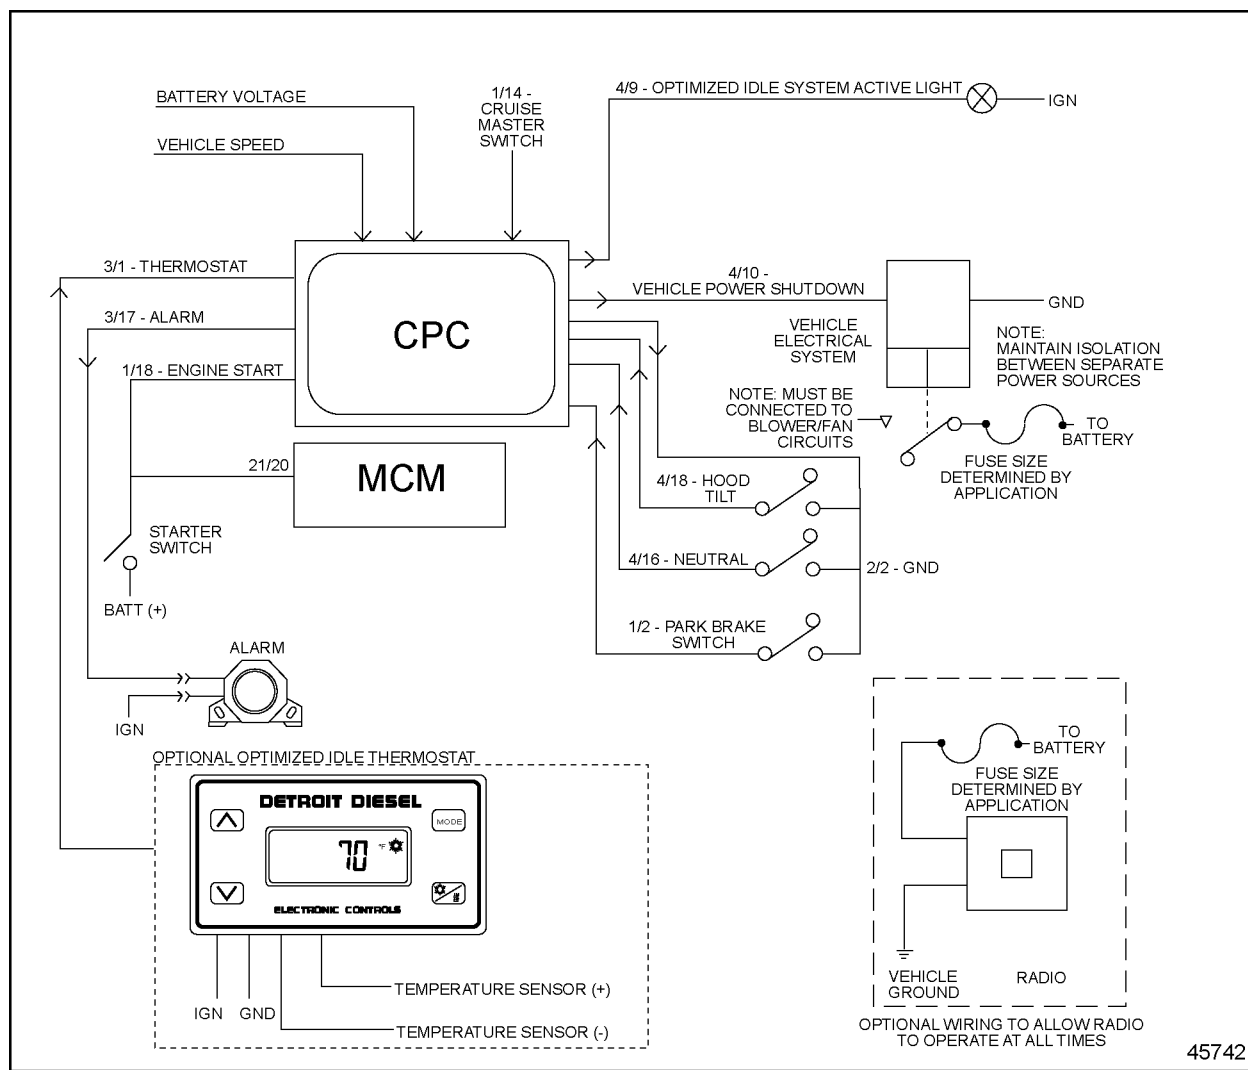 BATTERY VOLTAGE
VEHICLE SPEED
1/14 -
CRUISE
MASTER
SWITCH
4/9 - OPTIMIZED IDLE SYSTEM ACTIVE LIGHT
IGN
3/1 - THERMOSTAT
3/17 - ALARM
1/18 - ENGINE START
CPC
4/10 -
VEHICLE POWER SHUTDOWN
GND
VEHICLE
ELECTRICAL
SYSTEM
NOTE:
MAINTAIN ISOLATION
BETWEEN SEPARATE
POWER SOURCES
NOTE: MUST BE
CONNECTED TO
BLOWER/FAN
CIRCUITS
TO
BATTERY
FUSE SIZE
DETERMINED BY
APPLICATION
21/20
MCM
STARTER
SWITCH
BATT (+)
4/18 - HOOD
TILT
4/16 - NEUTRAL
2/2 - GND
1/2 - PARK BRAKE
SWITCH
ALARM
IGN
OPTIONAL OPTIMIZED IDLE THERMOSTAT
DETROIT DIESEL
MODE
70 °F
ELECTRONIC CONTROLS
IGN
GND
TEMPERATURE SENSOR (+)
TEMPERATURE SENSOR (-)
TO
BATTERY
FUSE SIZE
DETERMINED BY
APPLICATION
VEHICLE
GROUND
RADIO
OPTIONAL WIRING TO ALLOW RADIO
TO OPERATE AT ALL TIMES
45742